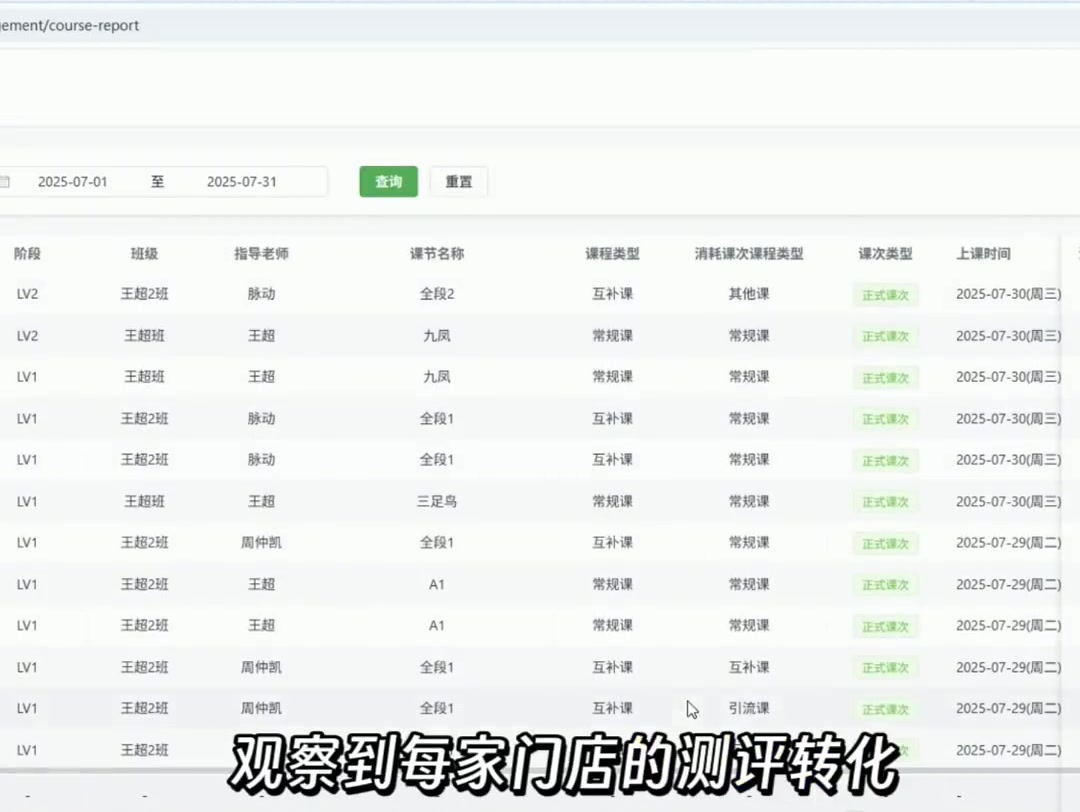 ement/course-report
2025-07-01 至 2025-07-31 查询 重置
阶段 班级 指导老师 课节名称 课程类型 消耗课次课程类型 课次类型 上课时间
LV2 王超2班 脉动 全段2 互补课 其他课 正式课次 2025-07-30(周三)
LV2 王超班 王超 九凤 常规课 常规课 正式课次 2025-07-30(周三)
LV1 王超班 王超 九凤 常规课 常规课 正式课次 2025-07-30(周三)
LV1 王超2班 脉动 全段1 互补课 常规课 正式课次 2025-07-30(周三)
LV1 王超2班 脉动 全段1 互补课 常规课 正式课次 2025-07-30(周三)
LV1 王超班 王超 三足鸟 常规课 常规课 正式课次 2025-07-30(周三)
LV1 王超2班 周仲凯 全段1 互补课 常规课 正式课次 2025-07-29(周二)
LV1 王超2班 王超 A1 常规课 常规课 正式课次 2025-07-29(周二)
LV1 王超2班 王超 A1 常规课 常规课 正式课次 2025-07-29(周二)
LV1 王超2班 周仲凯 全段1 互补课 互补课 正式课次 2025-07-29(周二)
LV1 王超2班 周仲凯 全段1 互补课 引流课 正式课次 2025-07-29(周二)
LV1 王超2班 2025-07-29(周二)
观察到每家门店的测评转化